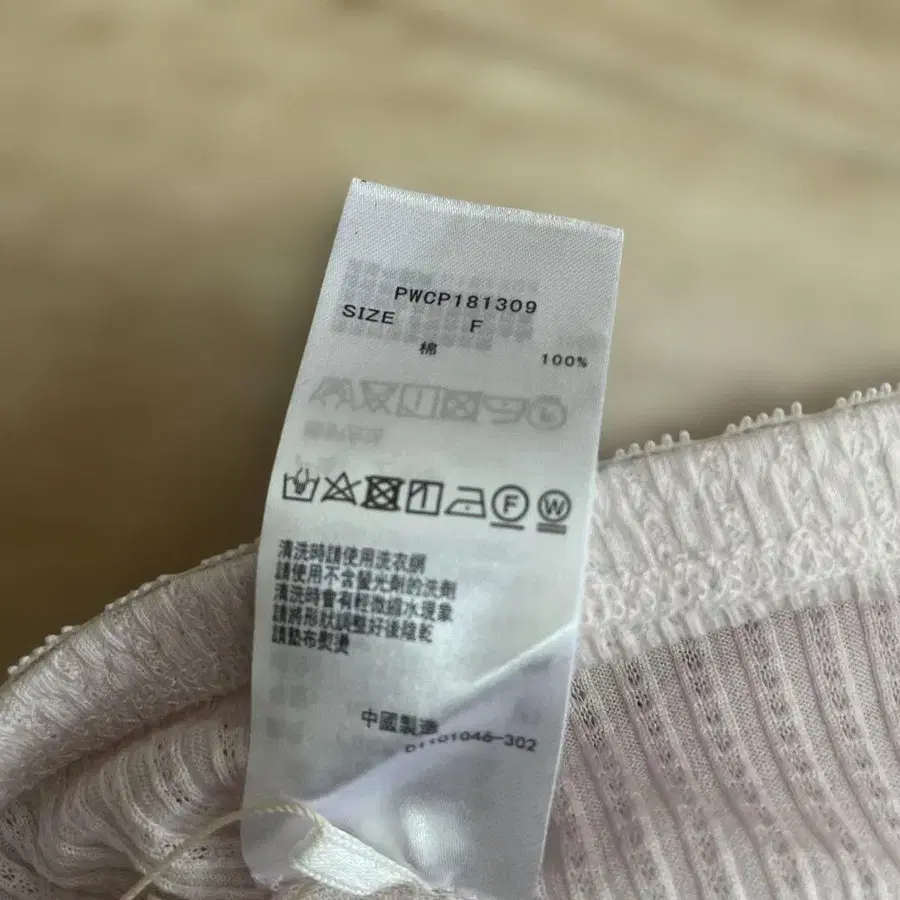 PWCP181309
SIZE F
棉 100%
F W
清洗時請使用洗衣網
請使用不含螢光劑的洗劑
清洗時會有輕微縮水現象
請將形狀調整好後陰乾
請墊布熨燙
中國製造
D1101046-302